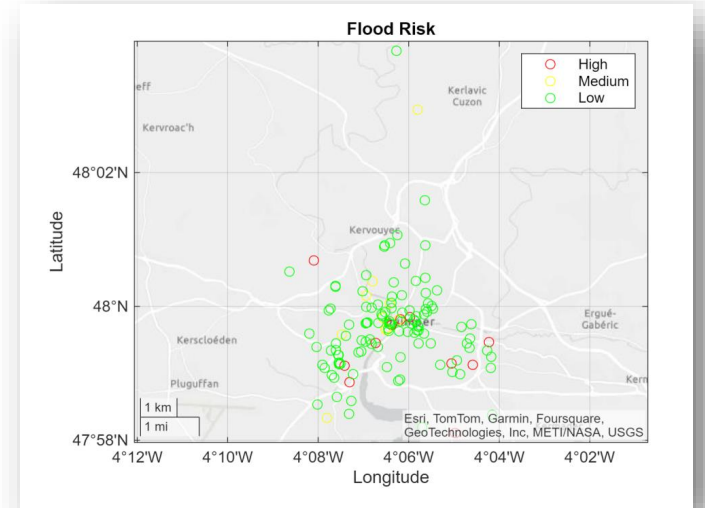 Flood Risk
High
Medium
Low
eff
Kerlavic
Cuzon
Kervroac'h
48°02'N
Kervouyec
Latitude
48°N
Ergué-
Gabéric
Kerscloéden
Pluguffan
Kern
1 km
1 mi
Esri, TomTom, Garmin, Foursquare,
GeoTechnologies, Inc, METI/NASA, USGS
47°58'N
4°12'W
4°10'W
4°08'W
4°06'W
4°04'W
4°02'W
Longitude